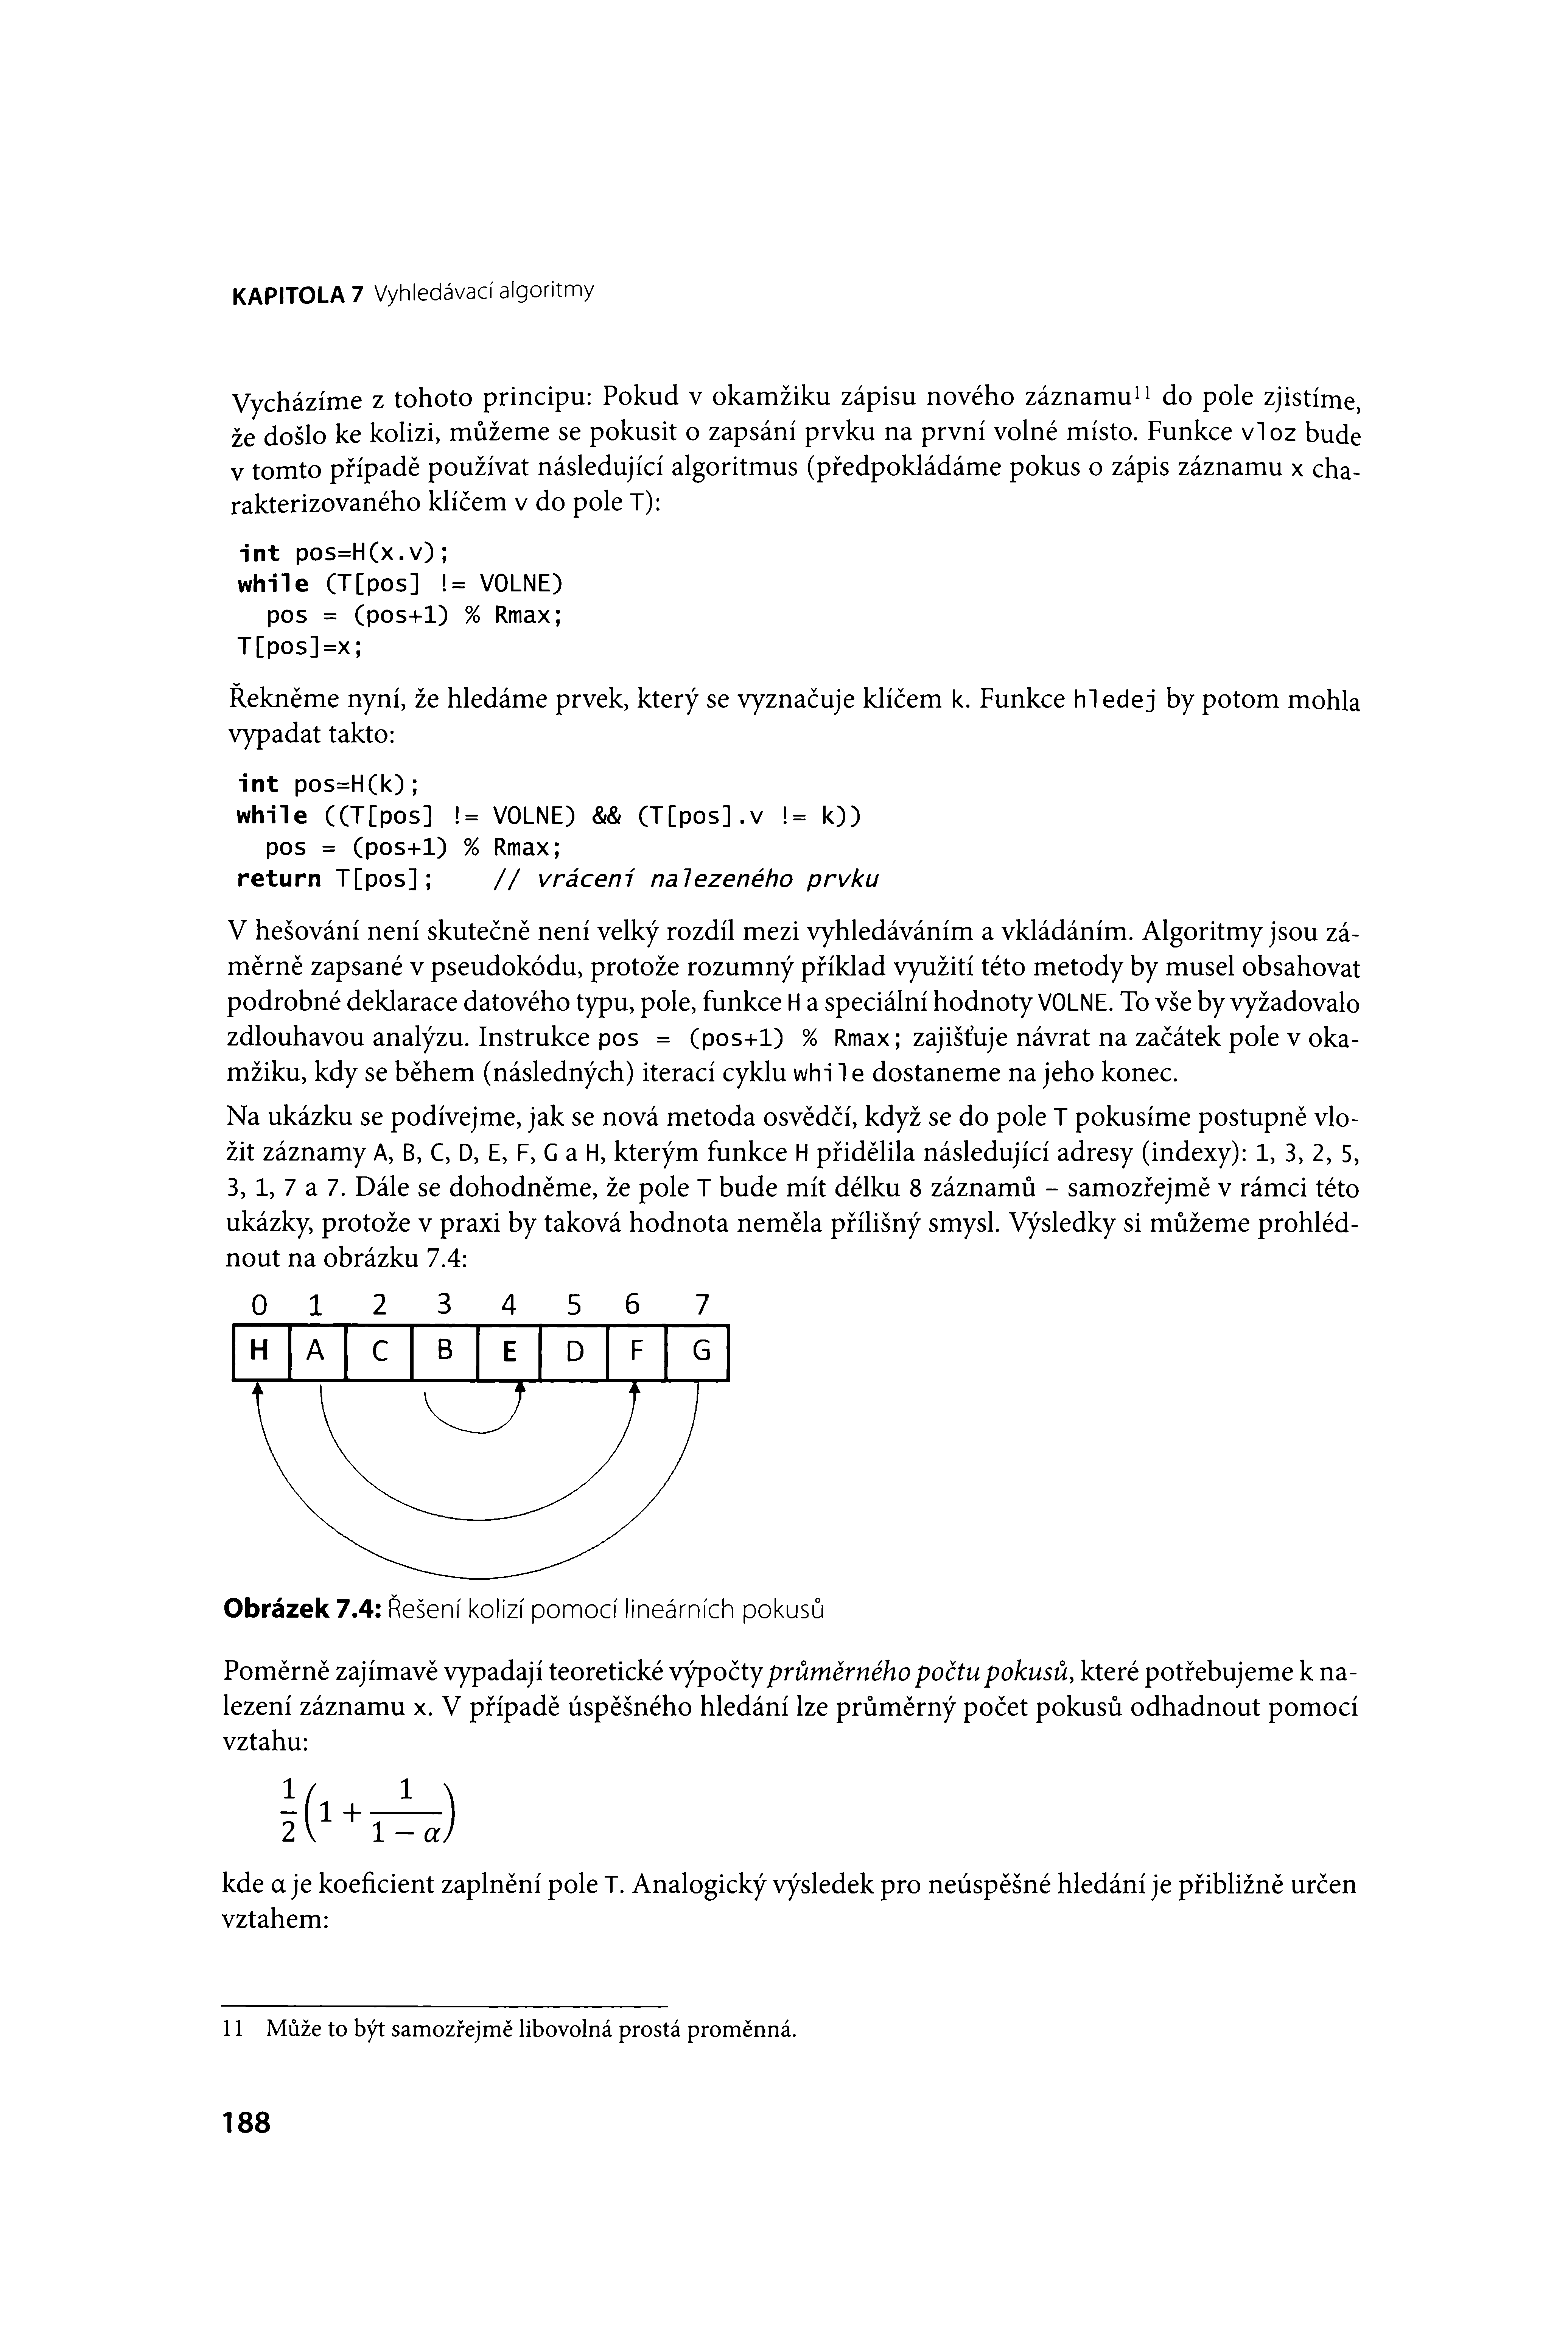 KAPITOLA 7 Vyhledávací algoritmy
Vycházíme z tohoto principu: Pokud v okamžiku zápisu nového záznamu¹¹ do pole zjistíme,
že došlo ke kolizi, můžeme se pokusit o zapsání prvku na první volné místo. Funkce vloz bude
v tomto případě používat následující algoritmus (předpokládáme pokus o zápis záznamu x cha-
rakterizovaného klíčem v do pole T):
int pos=H(x.v);
while (T[pos] != VOLNE)
pos = (pos+1) % Rmax;
T[pos]=x;
Řekněme nyní, že hledáme prvek, který se vyznačuje klíčem k. Funkce hledej by potom mohla
vypadat takto:
int pos=H(k);
while ((T[pos] != VOLNE) && (T[pos].v != k))
pos = (pos+1) % Rmax;
return T[pos]; // vrácení nalezeného prvku
V hešování není skutečně není velký rozdíl mezi vyhledáváním a vkládáním. Algoritmy jsou zá-
měrně zapsané v pseudokódu, protože rozumný příklad využití této metody by musel obsahovat
podrobné deklarace datového typu, pole, funkce H a speciální hodnoty VOLNE. To vše by vyžadovalo
zdlouhavou analýzu. Instrukce pos = (pos+1) % Rmax; zajišťuje návrat na začátek pole v oka-
mžiku, kdy se během (následných) iterací cyklu while dostaneme na jeho konec.
Na ukázku se podívejme, jak se nová metoda osvědčí, když se do pole T pokusíme postupně vlo-
žit záznamy A, B, C, D, E, F, G a H, kterým funkce H přidělila následující adresy (indexy): 1, 3, 2, 5,
3, 1, 7 a 7. Dále se dohodněme, že pole T bude mít délku 8 záznamů – samozřejmě v rámci této
ukázky, protože v praxi by taková hodnota neměla přílišný smysl. Výsledky si můžeme prohléd-
nout na obrázku 7.4:
0 1 2 3 4 5 6 7
H A C B E D F G
Obrázek 7.4: Řešení kolizí pomocí lineárních pokusů
Poměrně zajímavě vypadají teoretické výpočty průměrného počtu pokusů, které potřebujeme k na-
lezení záznamu x. V případě úspěšného hledání lze průměrný počet pokusů odhadnout pomocí
vztahu:
1/2 (1 + 1/(1 − α))
kde α je koeficient zaplnění pole T. Analogický výsledek pro neúspěšné hledání je přibližně určen
vztahem:
11 Může to být samozřejmě libovolná prostá proměnná.
188